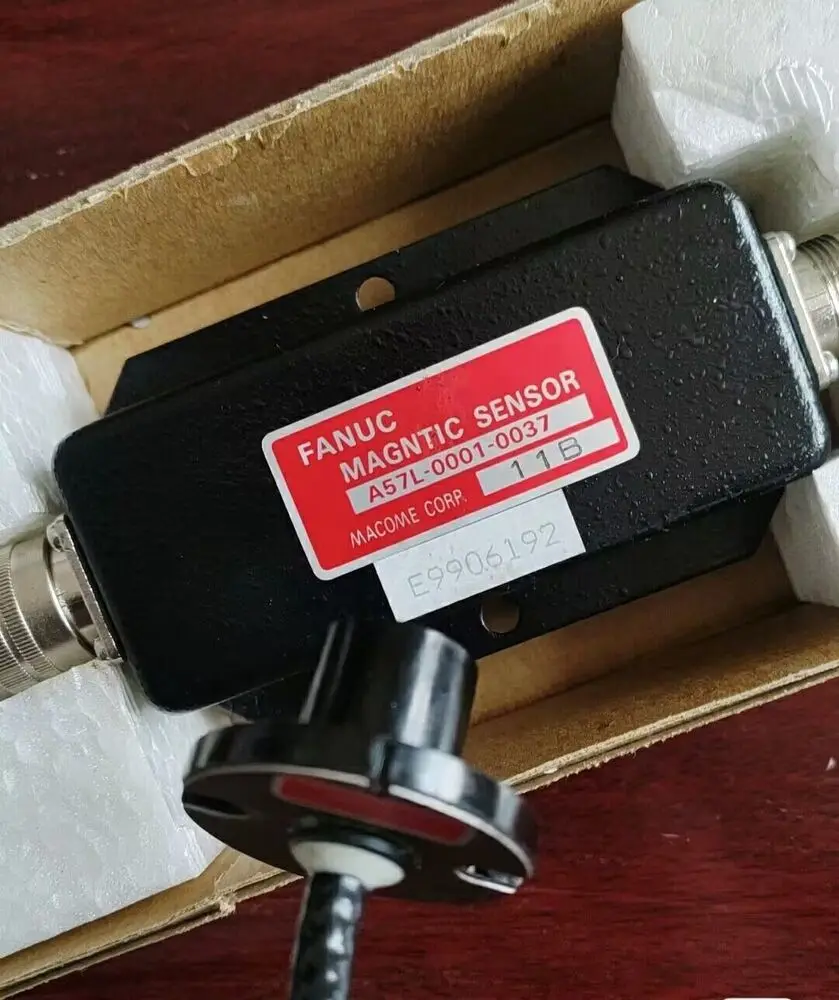 FANUC
MAGNTIC SENSOR
A57L-0001-0037
MACOME CORP. 11B
E9906192